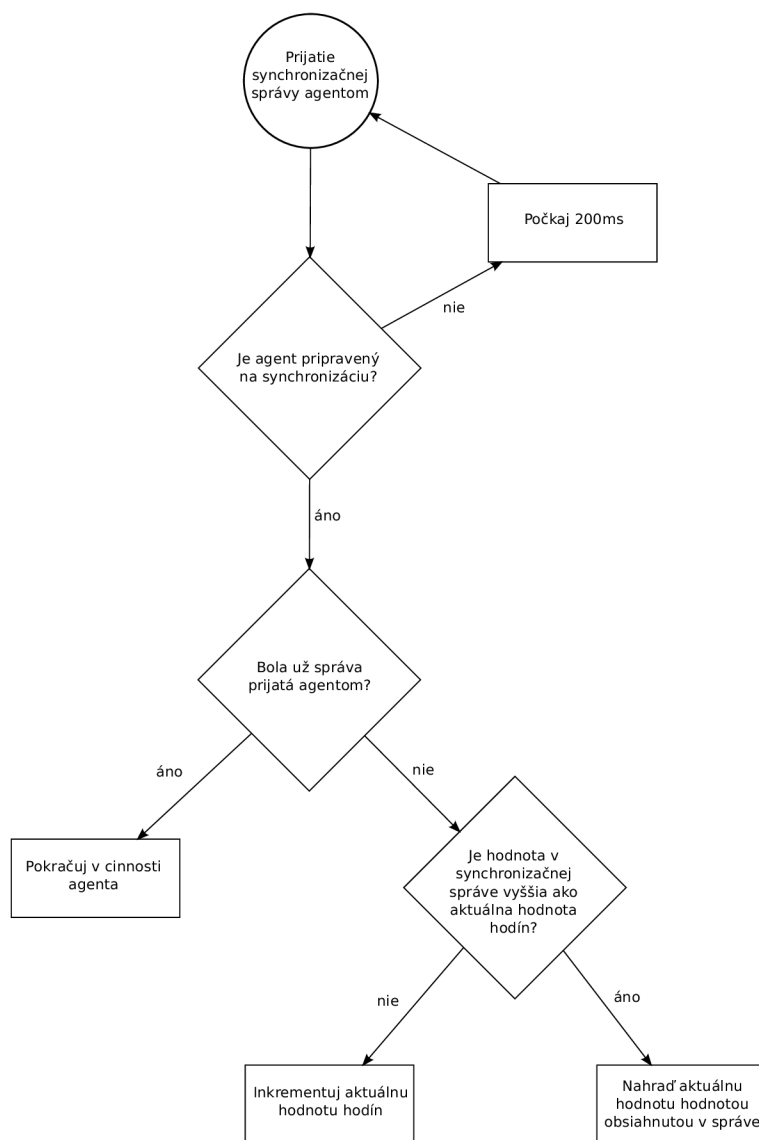 Prijatie
synchronizačnej
správy agentom
Počkaj 200ms
nie
Je agent pripravený
na synchronizáciu?
áno
Bola už správa
prijatá agentom?
áno
nie
Pokračuj v cinnosti
agenta
Je hodnota v
synchronizačnej
správe vyššia ako
aktuálna hodnota
hodín?
nie
áno
Inkrementuj aktuálnu
hodnotu hodín
Nahraď aktuálnu
hodnotu hodnotou
obsiahnutou v správe